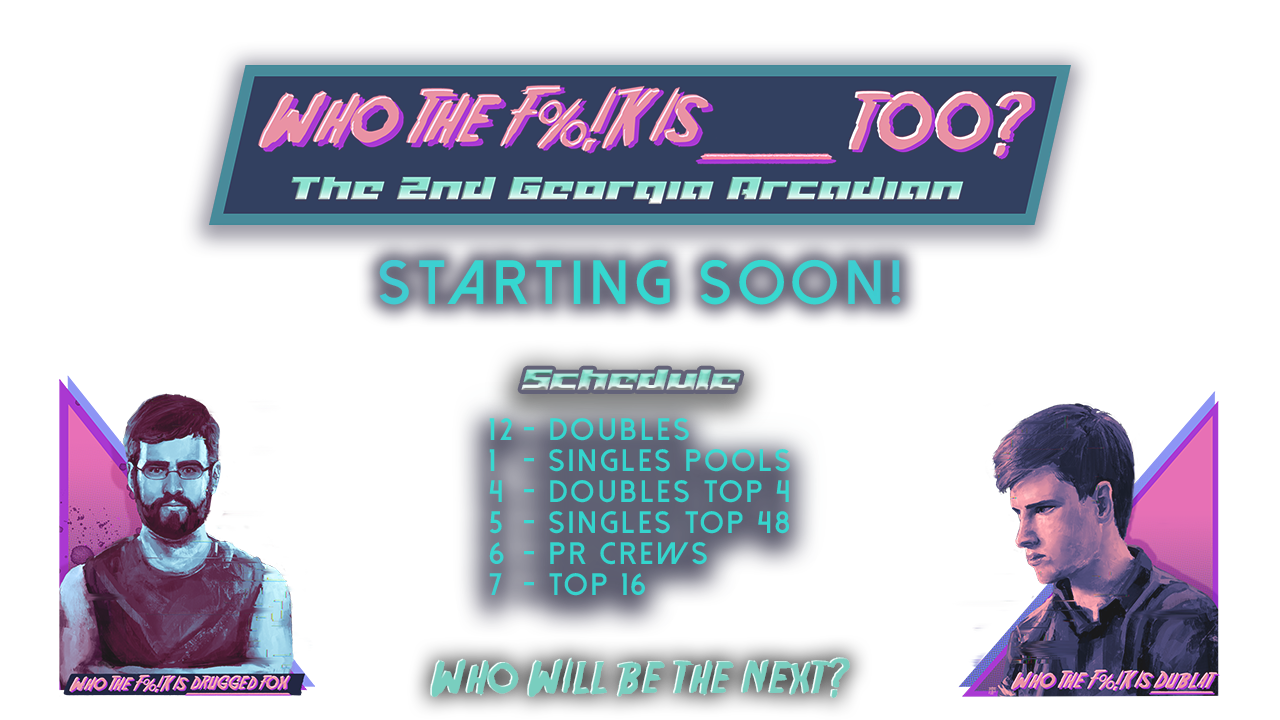 WHO THE F%!K IS ____ TOO?
The 2nd Georgia Arcadian
STARTING SOON!
Schedule
12 - DOUBLES
1 - SINGLES POOLS
4 - DOUBLES TOP 4
5 - SINGLES TOP 48
6 - PR CREWS
7 - TOP 16
WHO THE F%!K IS DRUGGED FOX
WHO THE F%!K IS DUBLAT
WHO WILL BE THE NEXT?